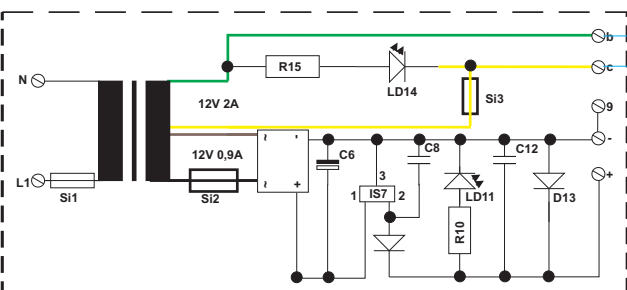 b
R15
LD14
c
N
12V 2A
Si3
9
12V 0,9A
~
-
C6
C8
C12
-
3
L1
Si1
Si2
~
+
1
IS7
2
LD11
D13
+
R10